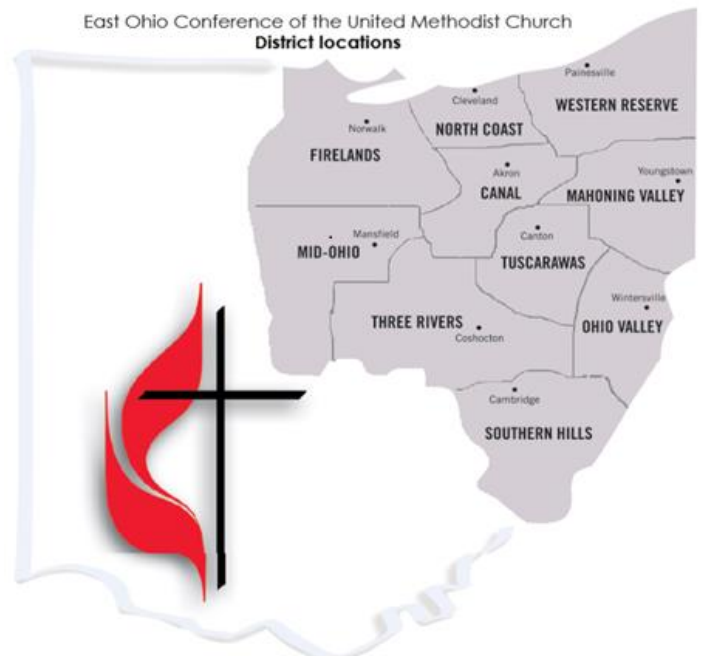 East Ohio Conference of the United Methodist Church
District locations
Painesville
WESTERN RESERVE
Cleveland
NORTH COAST
Norwalk
FIRELANDS
Akron
CANAL
Youngstown
MAHONING VALLEY
Mansfield
MID-OHIO
Canton
TUSCARAWAS
Wintersville
OHIO VALLEY
THREE RIVERS
Coshocton
Cambridge
SOUTHERN HILLS